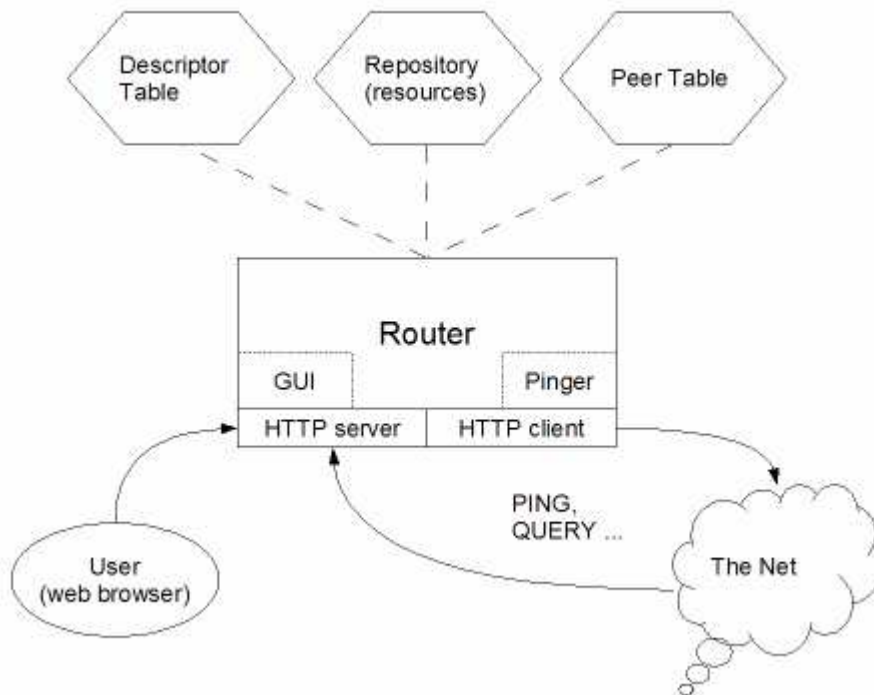 Descriptor
Table
Repository
(resources)
Peer Table
Router
GUI
Pinger
HTTP server
HTTP client
PING,
QUERY ...
User
(web browser)
The Net